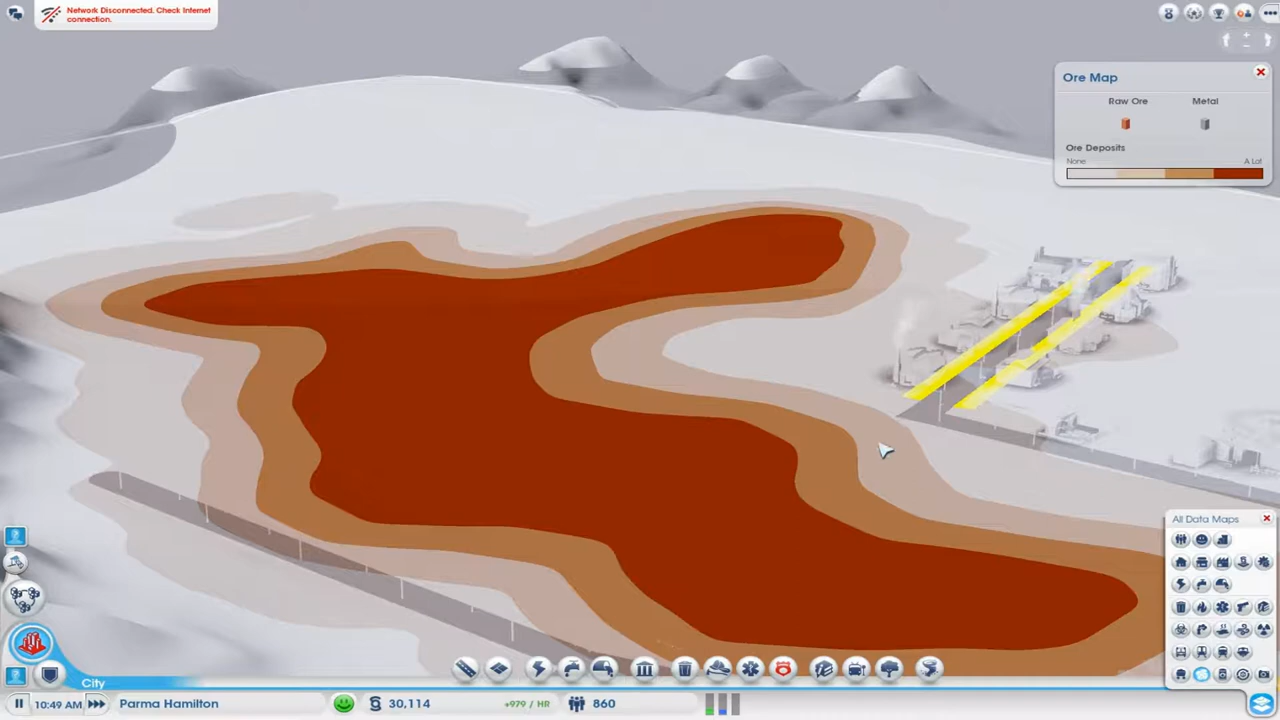 Network Disconnected. Check Internet
connection.
Ore Map
Raw Ore Metal
Ore Deposits
None A Lot
All Data Maps
City
10:49 AM Parma Hamilton 30,114 +979 / HR 860